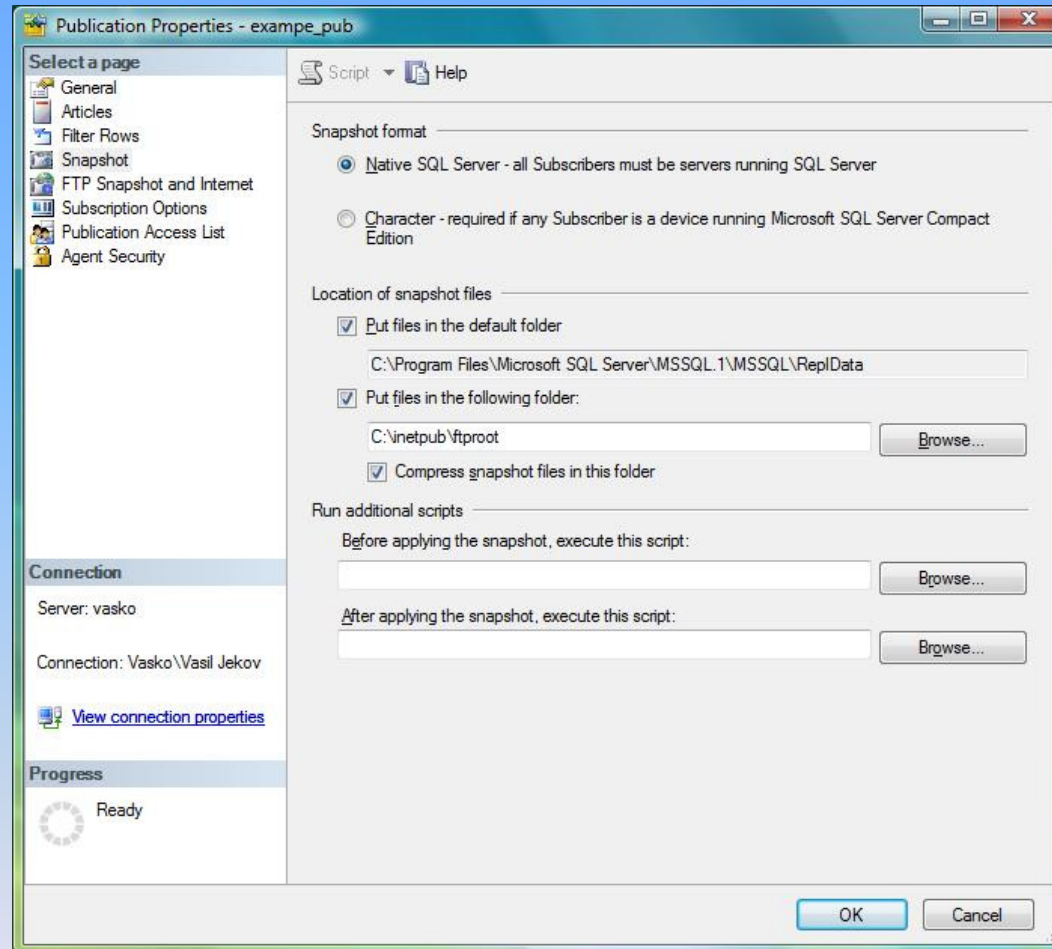 Publication Properties - exampe_pub
Select a page
General
Articles
Filter Rows
Snapshot
FTP Snapshot and Internet
Subscription Options
Publication Access List
Agent Security
Connection
Server: vasko
Connection: Vasko\Vasil Jekov
View connection properties
Progress
Ready
Script
Help
Snapshot format
Native SQL Server - all Subscribers must be servers running SQL Server
Character - required if any Subscriber is a device running Microsoft SQL Server Compact
Edition
Location of snapshot files
Put files in the default folder
C:\Program Files\Microsoft SQL Server\MSSQL.1\MSSQL\ReplData
Put files in the following folder:
C:\inetpub\ftproot
Browse...
Compress snapshot files in this folder
Run additional scripts
Before applying the snapshot, execute this script:
Browse...
After applying the snapshot, execute this script:
Browse...
OK
Cancel